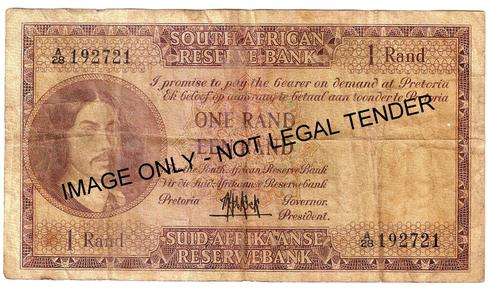 SOUTH AFRICAN
RESERVE BANK
A/28 192721
1 Rand
I promise to pay the bearer on demand at Pretoria
Ek beloof op aanvraag te betaal aan toonder te Pretoria
ONE RAND
EEN RAND
IMAGE ONLY - NOT LEGAL TENDER
For the South African Reserve Bank
Vir die Suid-Afrikaanse Reserwebank
Pretoria
Governor.
President.
1 Rand
SUID-AFRIKAANSE
RESERWEBANK
A/28 192721